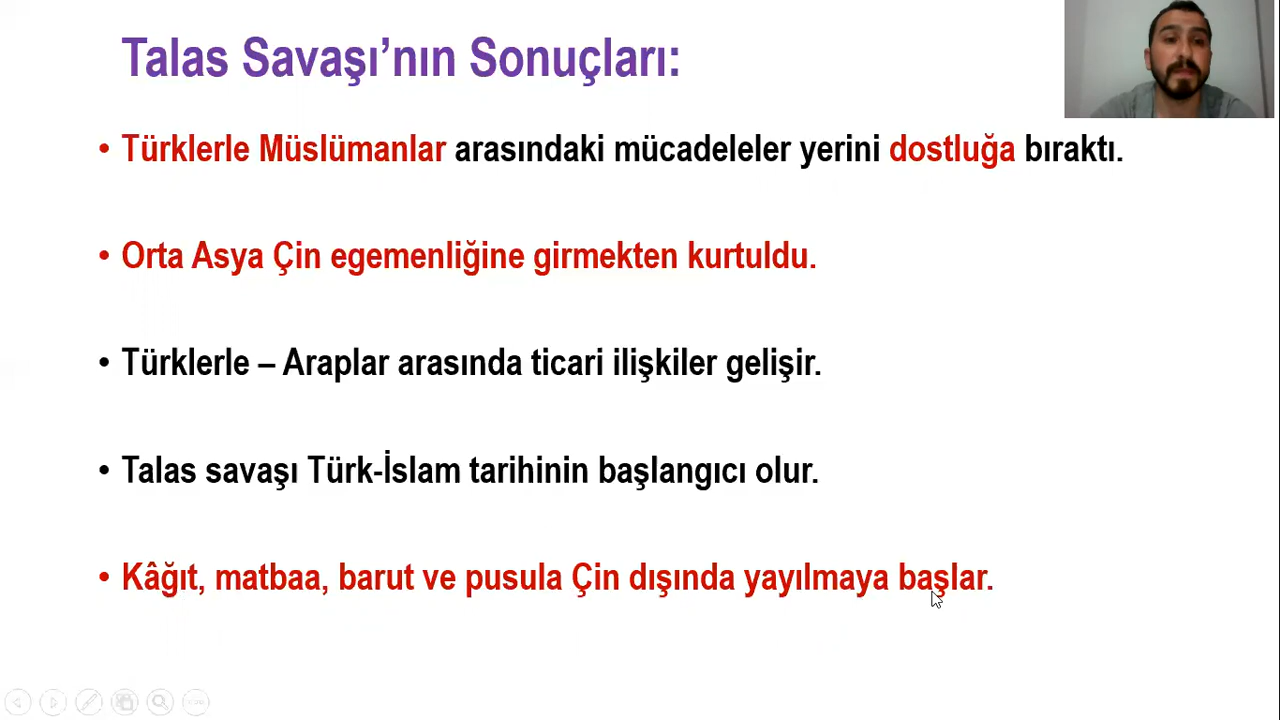 Talas Savaşı’nın Sonuçları:
• Türklerle Müslümanlar arasındaki mücadeleler yerini dostluğa bıraktı.
• Orta Asya Çin egemenliğine girmekten kurtuldu.
• Türklerle – Araplar arasında ticari ilişkiler gelişir.
• Talas savaşı Türk-İslam tarihinin başlangıcı olur.
• Kâğıt, matbaa, barut ve pusula Çin dışında yayılmaya başlar.